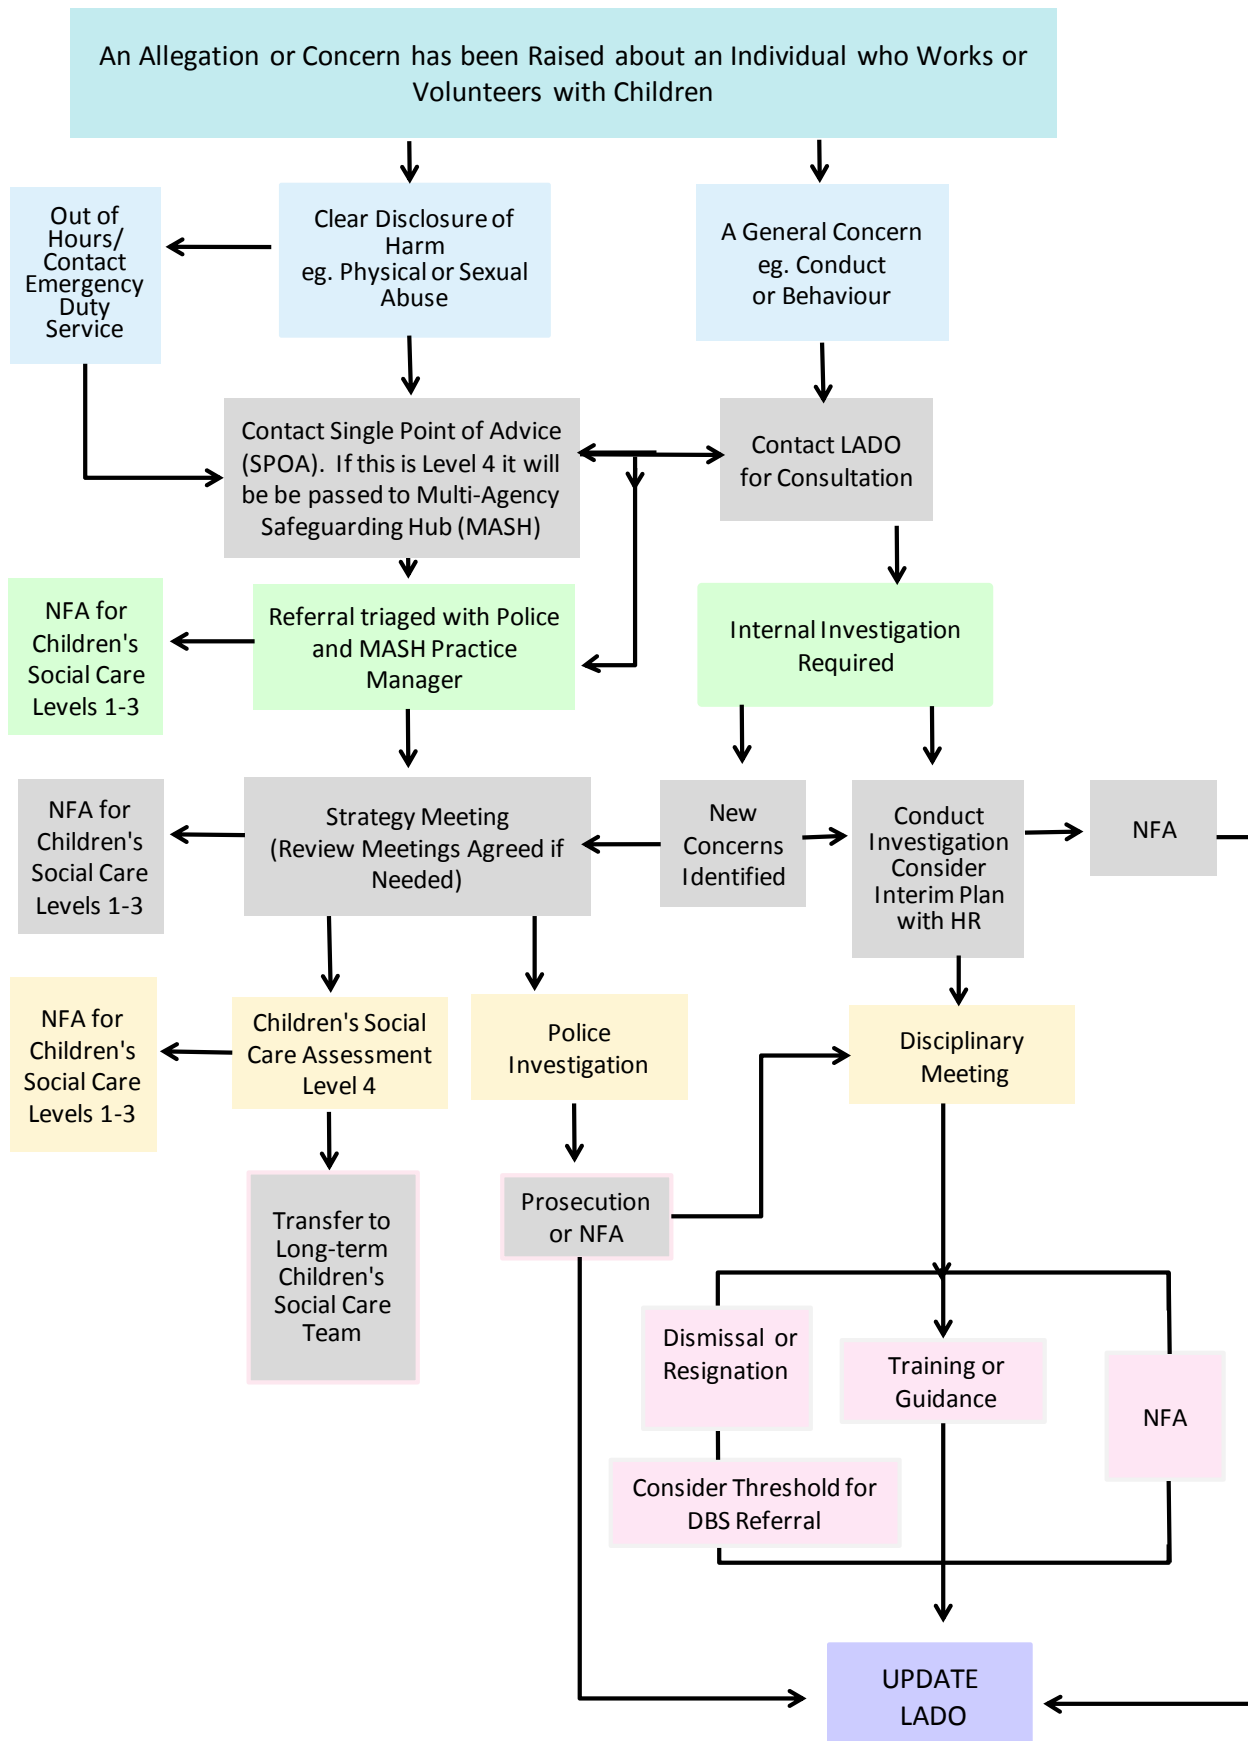 An Allegation or Concern has been Raised about an Individual who Works or
Volunteers with Children
Out of
Hours/
Contact
Emergency
Duty
Service
Clear Disclosure of
Harm
eg. Physical or Sexual
Abuse
A General Concern
eg. Conduct
or Behaviour
Contact Single Point of Advice
(SPOA). If this is Level 4 it will
be be passed to Multi-Agency
Safeguarding Hub (MASH)
Contact LADO
for Consultation
NFA for
Children's
Social Care
Levels 1-3
Referral triaged with Police
and MASH Practice
Manager
Internal Investigation
Required
NFA for
Children's
Social Care
Levels 1-3
Strategy Meeting
(Review Meetings Agreed if
Needed)
New
Concerns
Identified
Conduct
Investigation
Consider
Interim Plan
with HR
NFA
NFA for
Children's
Social Care
Levels 1-3
Children's Social
Care Assessment
Level 4
Police
Investigation
Disciplinary
Meeting
Transfer to
Long-term
Children's
Social Care
Team
Prosecution
or NFA
Dismissal or
Resignation
Training or
Guidance
NFA
Consider Threshold for
DBS Referral
UPDATE
LADO